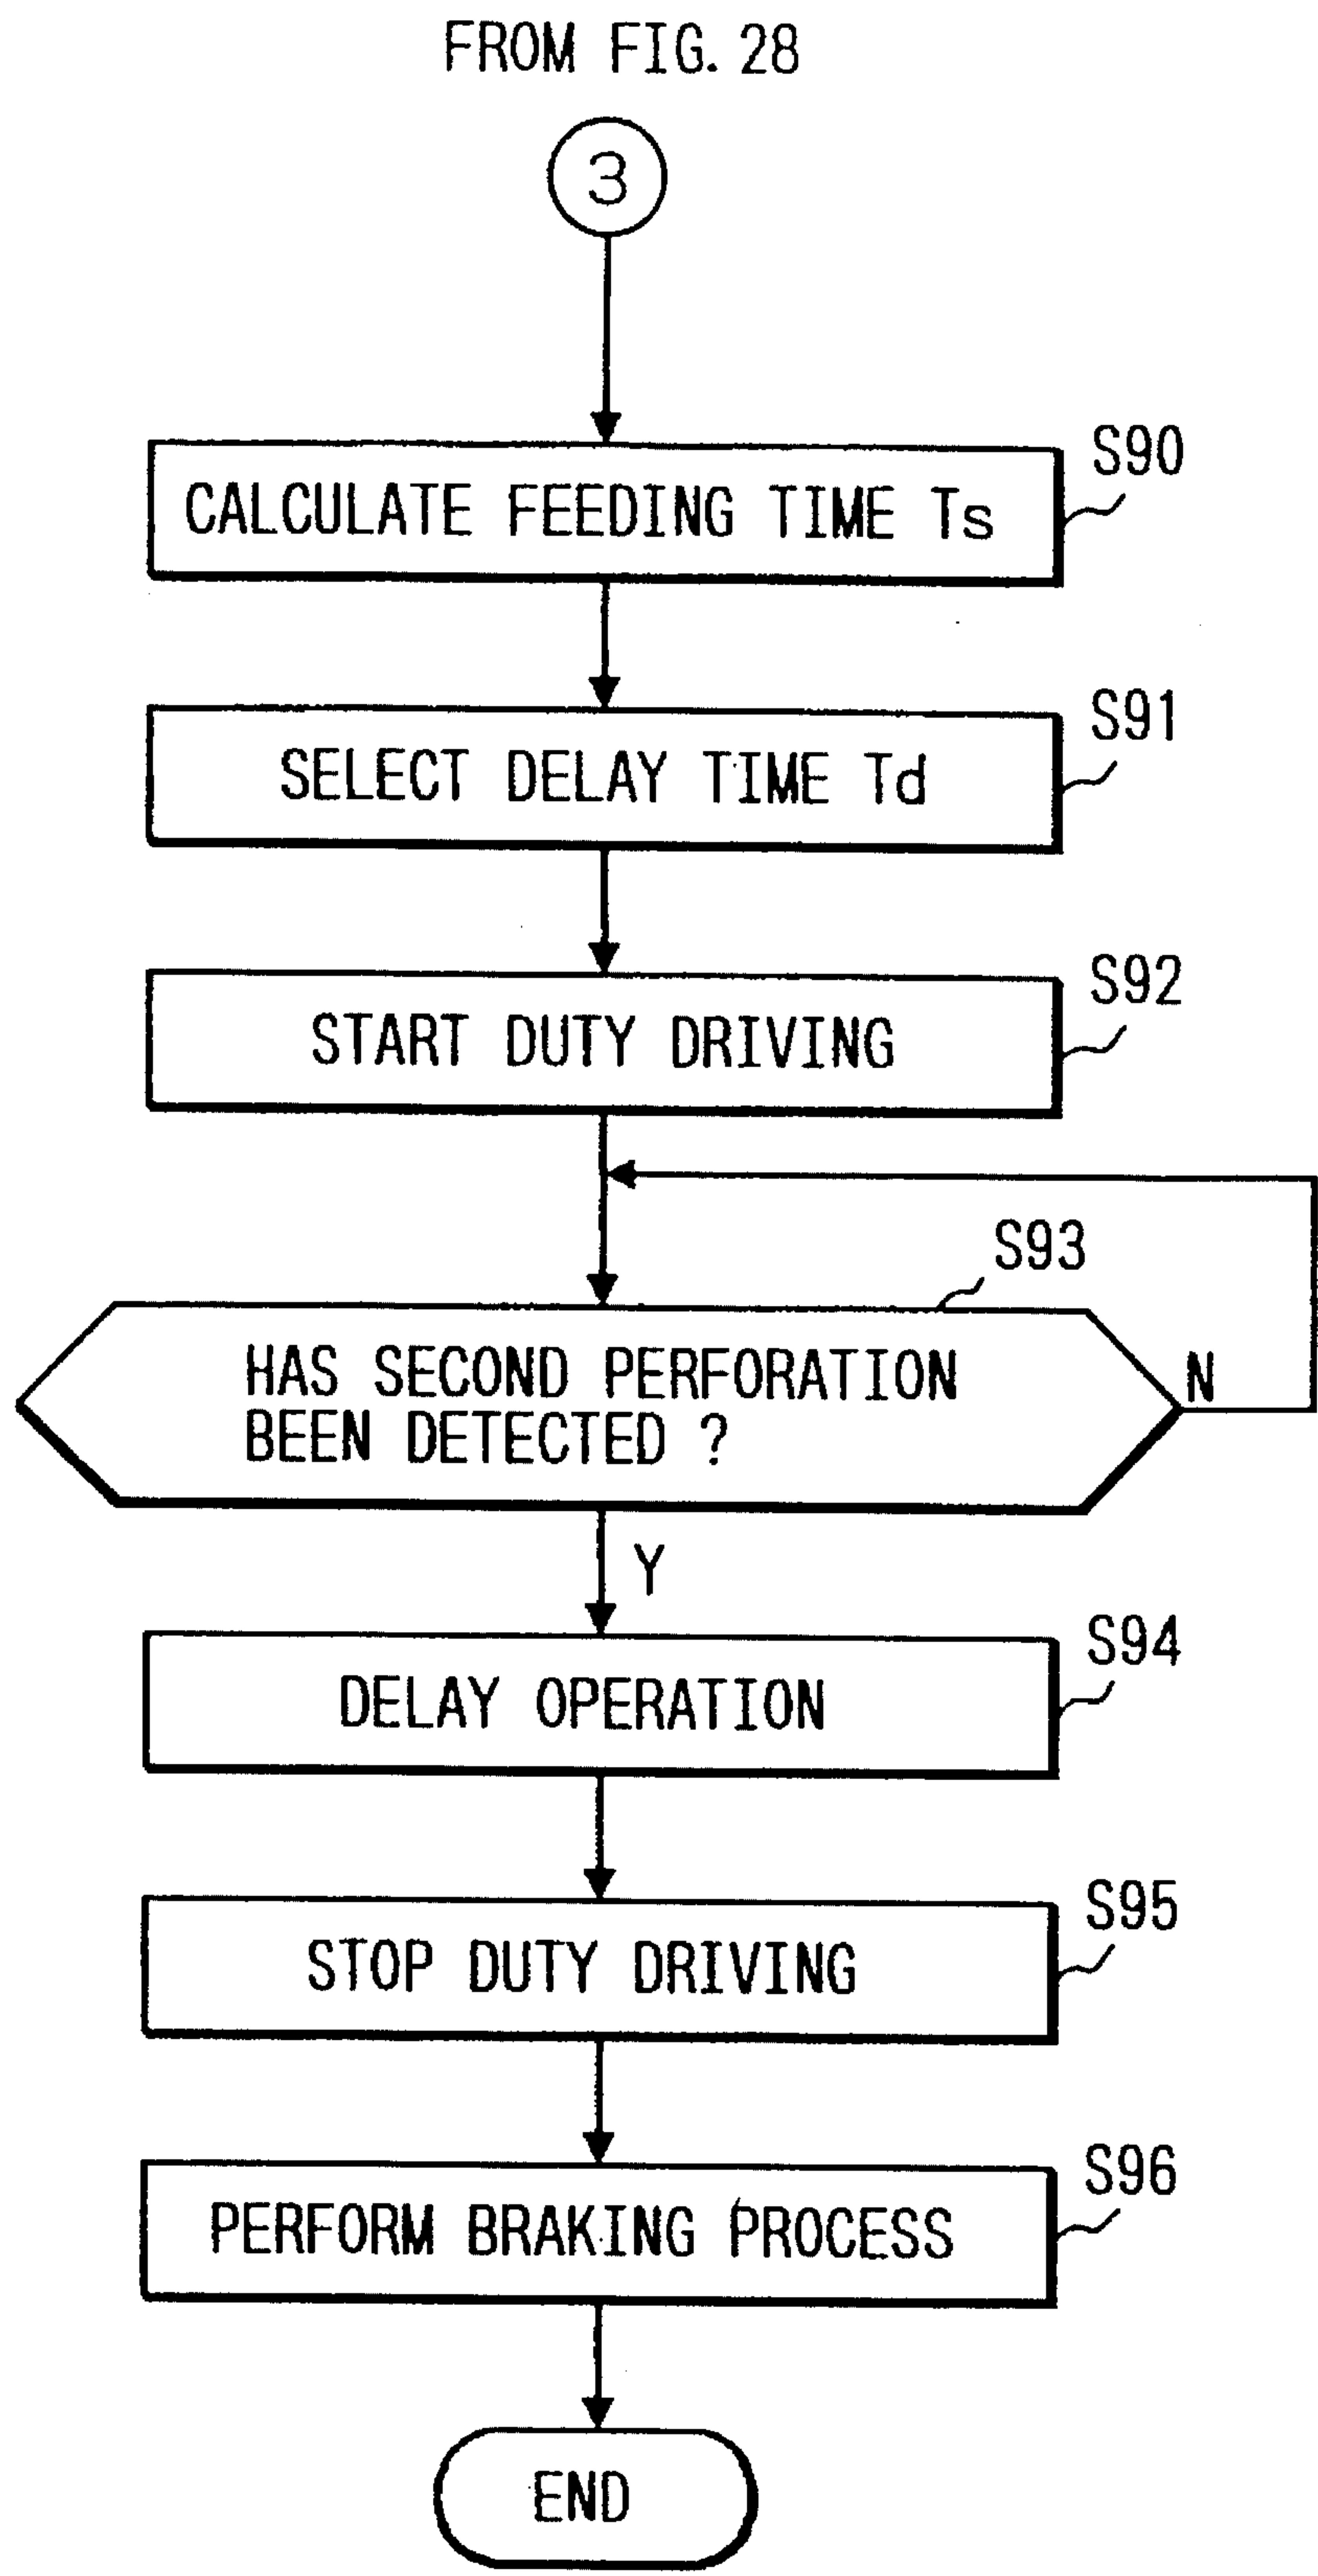 FROM FIG. 28
3
S90
CALCULATE FEEDING TIME Ts
S91
SELECT DELAY TIME Td
S92
START DUTY DRIVING
S93
HAS SECOND PERFORATION
BEEN DETECTED ?
N
Y
S94
DELAY OPERATION
S95
STOP DUTY DRIVING
S96
PERFORM BRAKING PROCESS
END